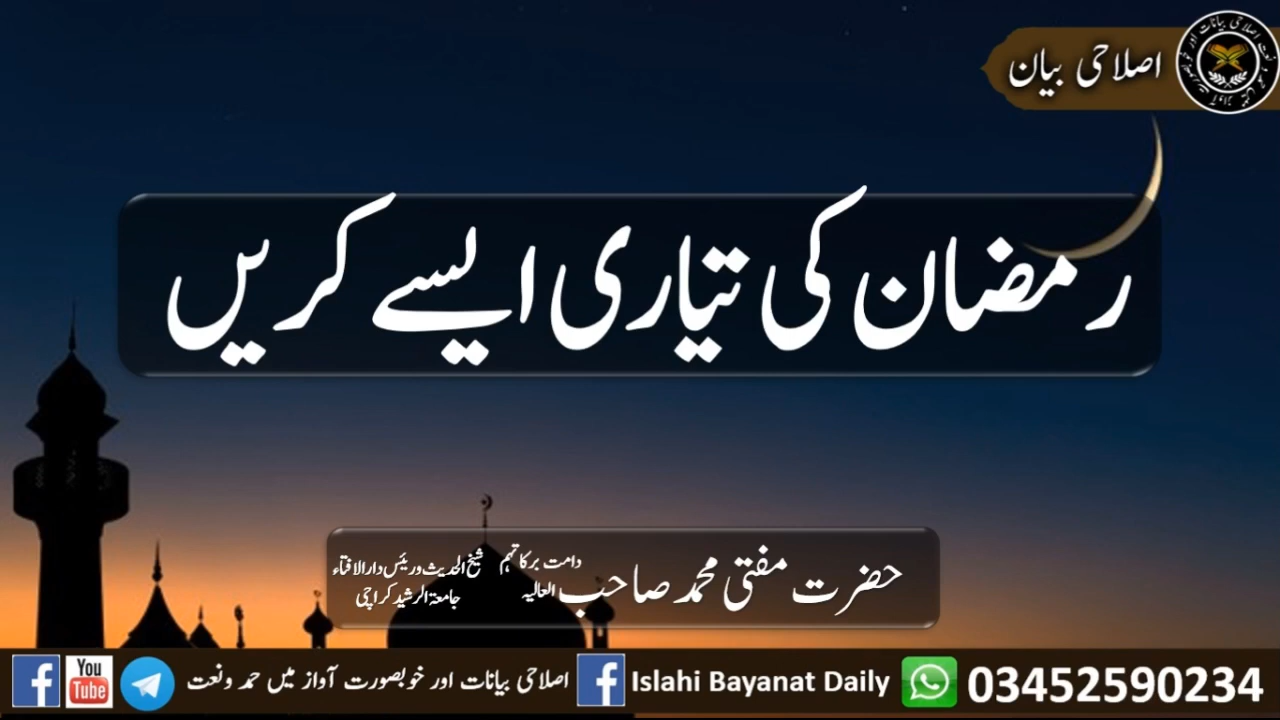 اصلاحی بیان
رمضان کی تیاری ایسے کریں
حضرت مفتی محمد صاحب دامت برکاتہم العالیہ
شیخ الحدیث و رئیس دارالافتاء
جامعۃ الرشید کراچی
اصلاحی بیانات اور خوبصورت آواز میں حمد ونعت
You Tube
Islahi Bayanat Daily
03452590234